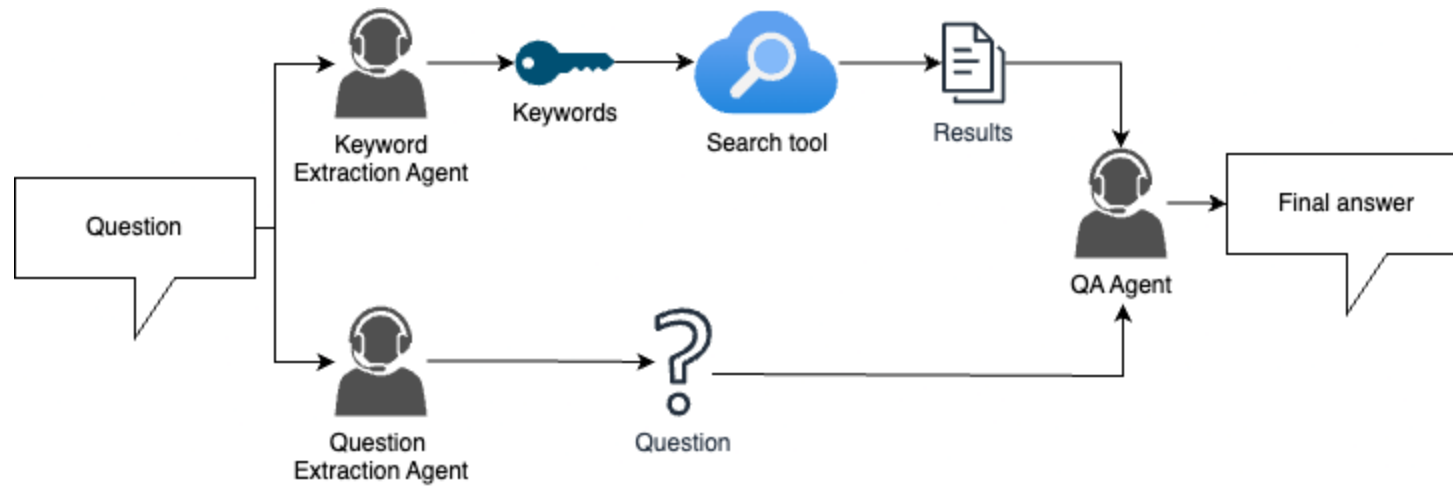 Keyword
Extraction Agent
Keywords
Search tool
Results
Question
QA Agent
Final answer
Question
Extraction Agent
Question